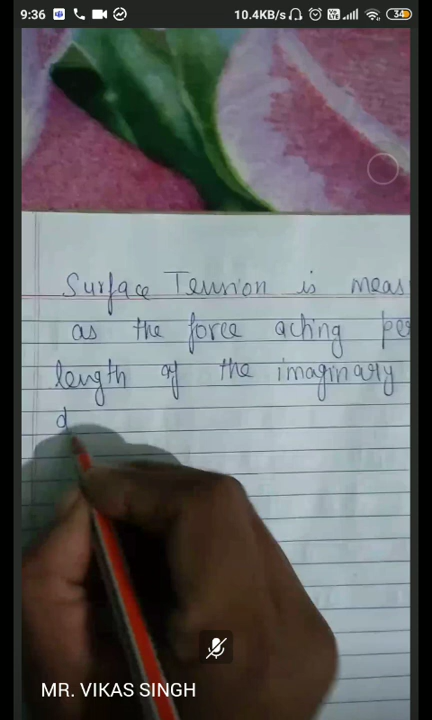 9:36
10.4KB/s
34
Surface Tension is meas
as the force acting per
length of the imaginary
d
MR. VIKAS SINGH